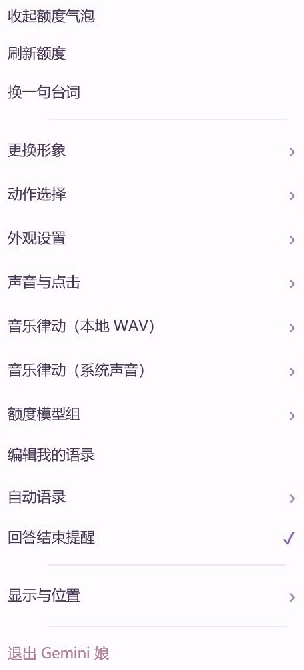 收起额度气泡
刷新额度
换一句台词
更换形象
动作选择
外观设置
声音与点击
音乐律动（本地 WAV）
音乐律动（系统声音）
额度模型组
编辑我的语录
自动语录
回答结束提醒
显示与位置
退出 Gemini 娘